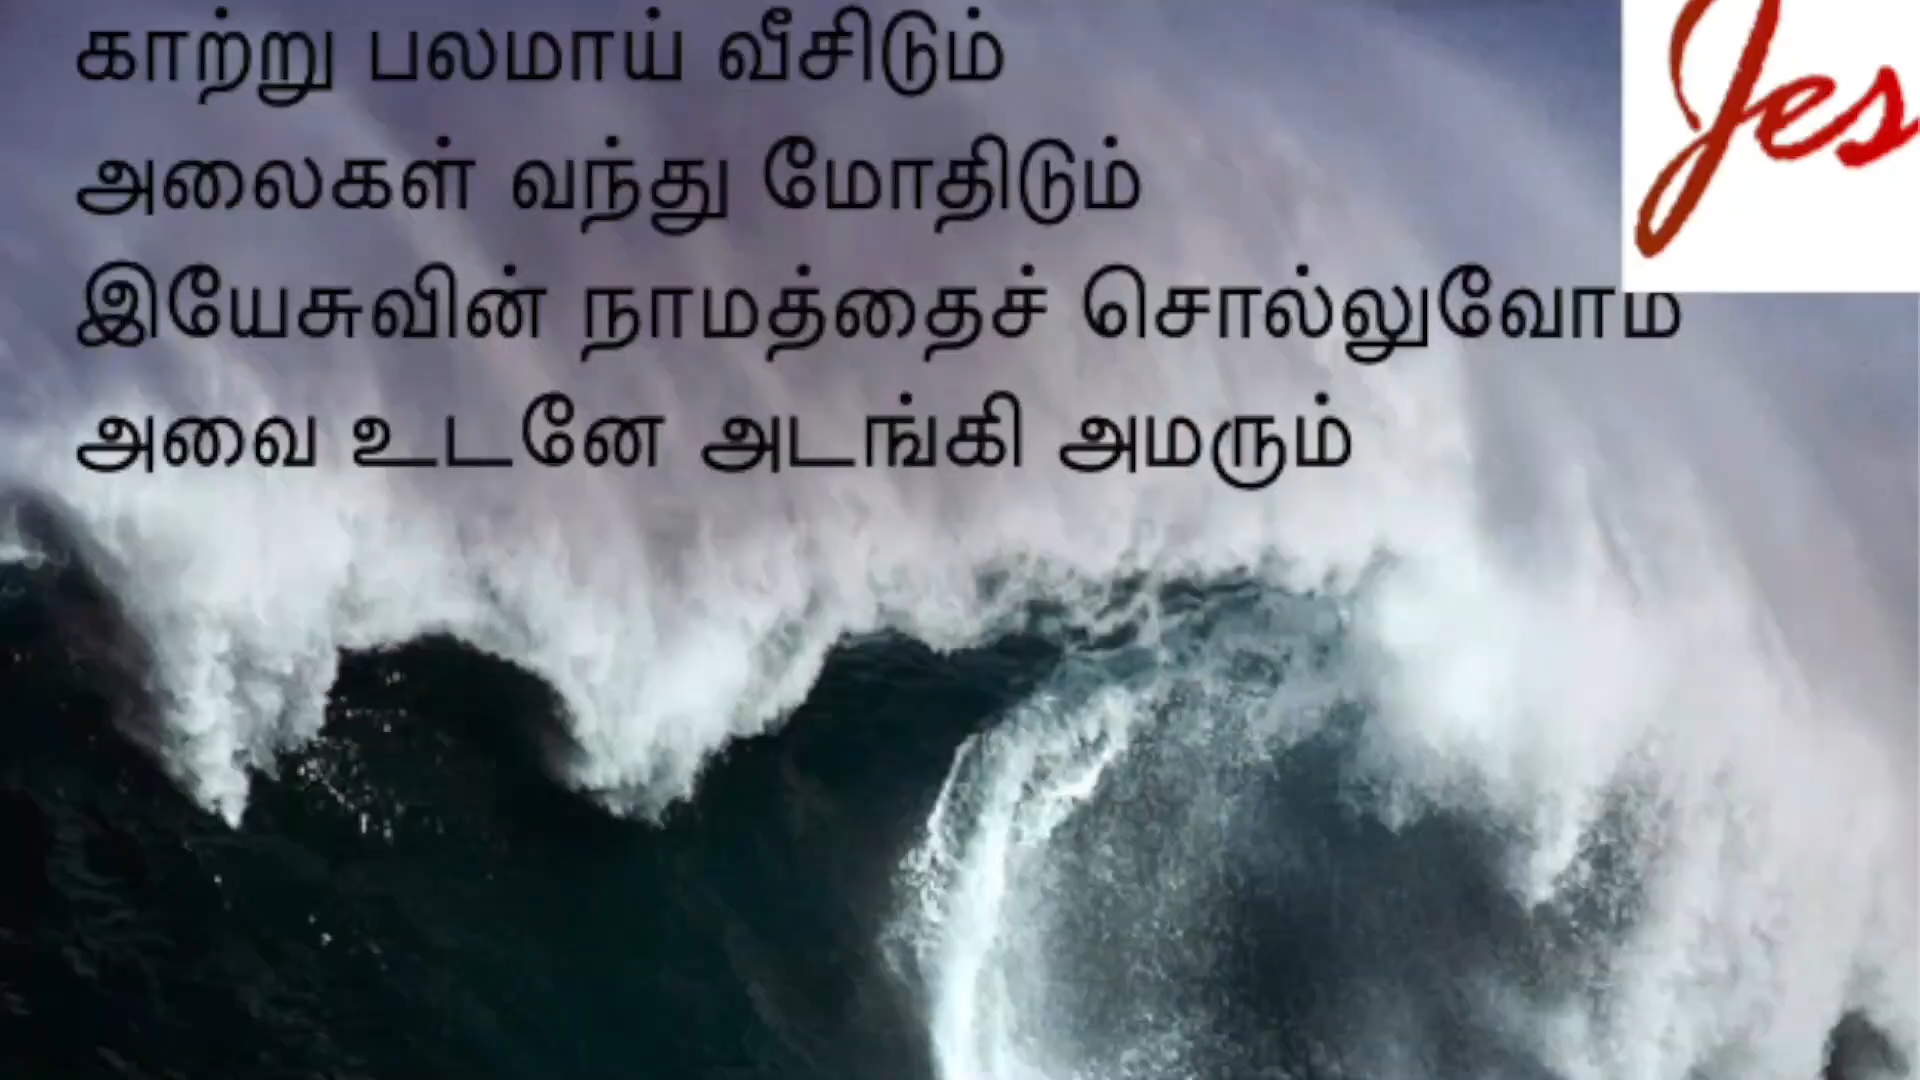 காற்று பலமாய் வீசிடும்
அலைகள் வந்து மோதிடும்
இயேசுவின் நாமத்தைச் சொல்லுவோம்
அவை உடனே அடங்கி அமரும்
Jes